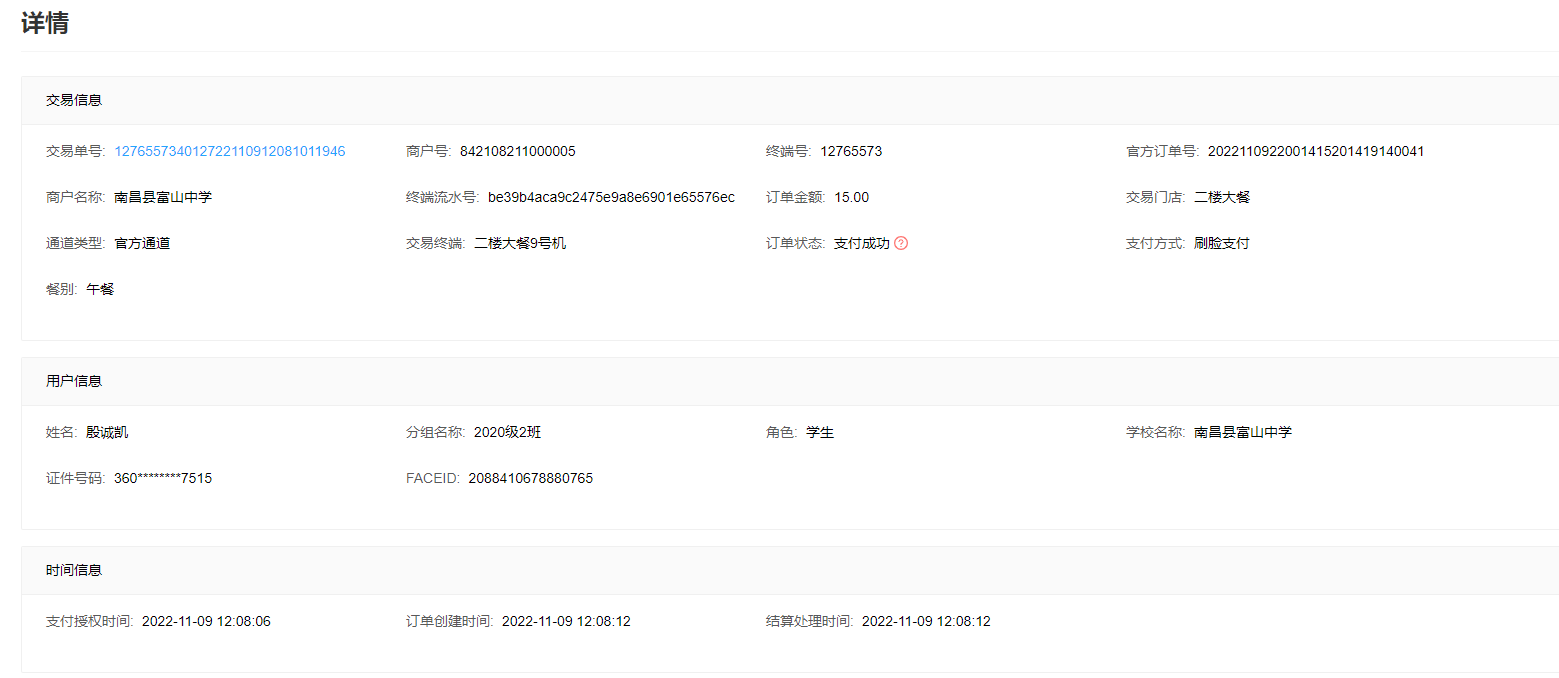 详情
交易信息
交易单号: 127655734012722110912081011946 商户号: 842108211000005 终端号: 12765573 官方订单号: 2022110922001415201419140041
商户名称: 南昌县富山中学 终端流水号: be39b4aca9c2475e9a8e6901e65576ec 订单金额: 15.00 交易门店: 二楼大餐
通道类型: 官方通道 交易终端: 二楼大餐9号机 订单状态: 支付成功 支付方式: 刷脸支付
餐别: 午餐
用户信息
姓名: 殷诚凯 分组名称: 2020级2班 角色: 学生 学校名称: 南昌县富山中学
证件号码: 360********7515 FACEID: 2088410678880765
时间信息
支付授权时间: 2022-11-09 12:08:06 订单创建时间: 2022-11-09 12:08:12 结算处理时间: 2022-11-09 12:08:12